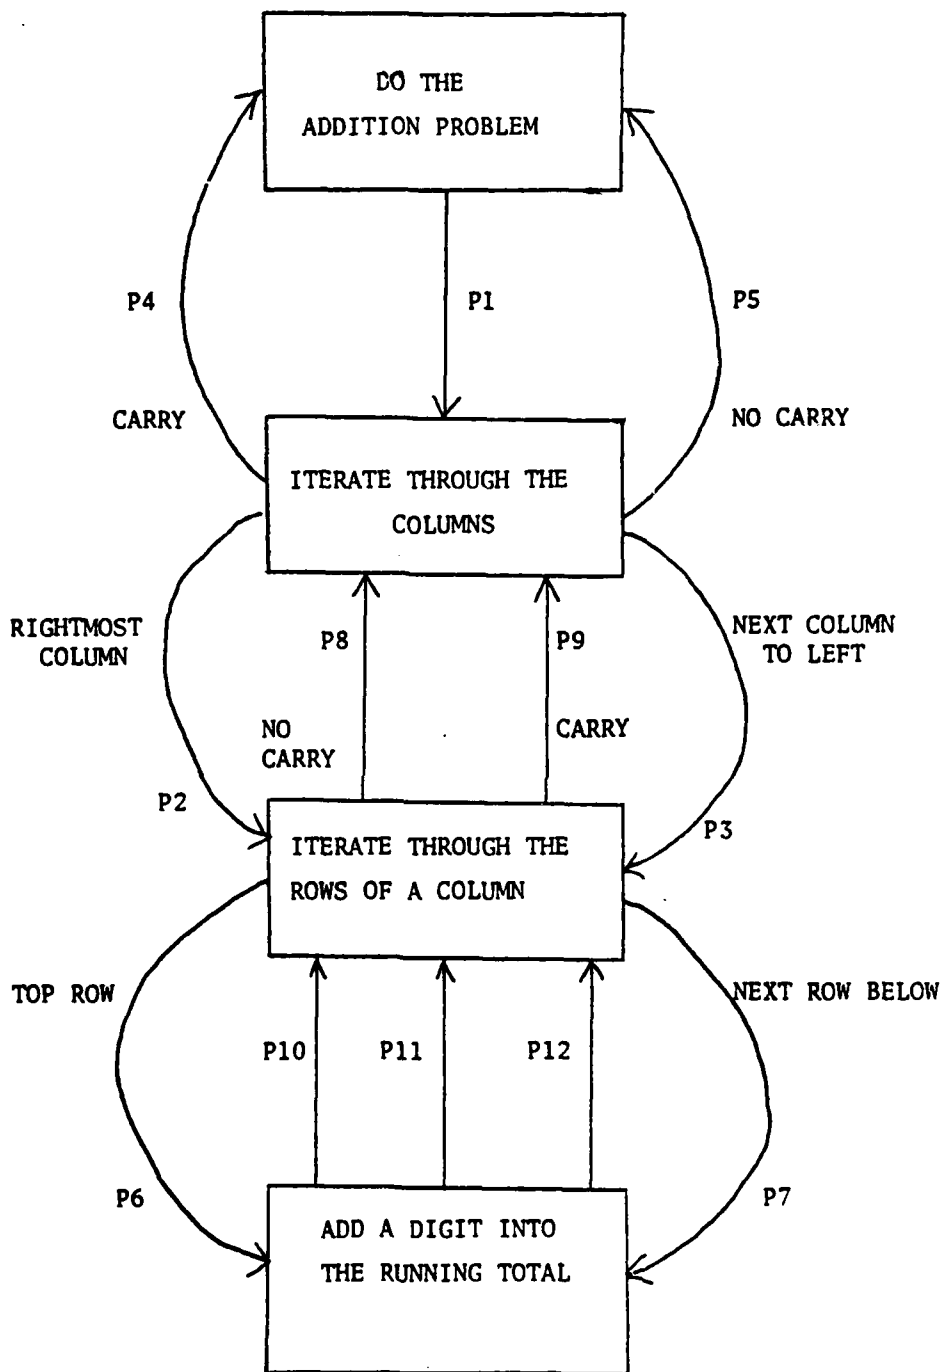 DO THE
ADDITION PROBLEM
P4
P1
P5
CARRY
NO CARRY
ITERATE THROUGH THE
COLUMNS
RIGHTMOST
COLUMN
P8
P9
NEXT COLUMN
TO LEFT
NO
CARRY
CARRY
P2
P3
ITERATE THROUGH THE
ROWS OF A COLUMN
TOP ROW
NEXT ROW BELOW
P10
P11
P12
P6
P7
ADD A DIGIT INTO
THE RUNNING TOTAL